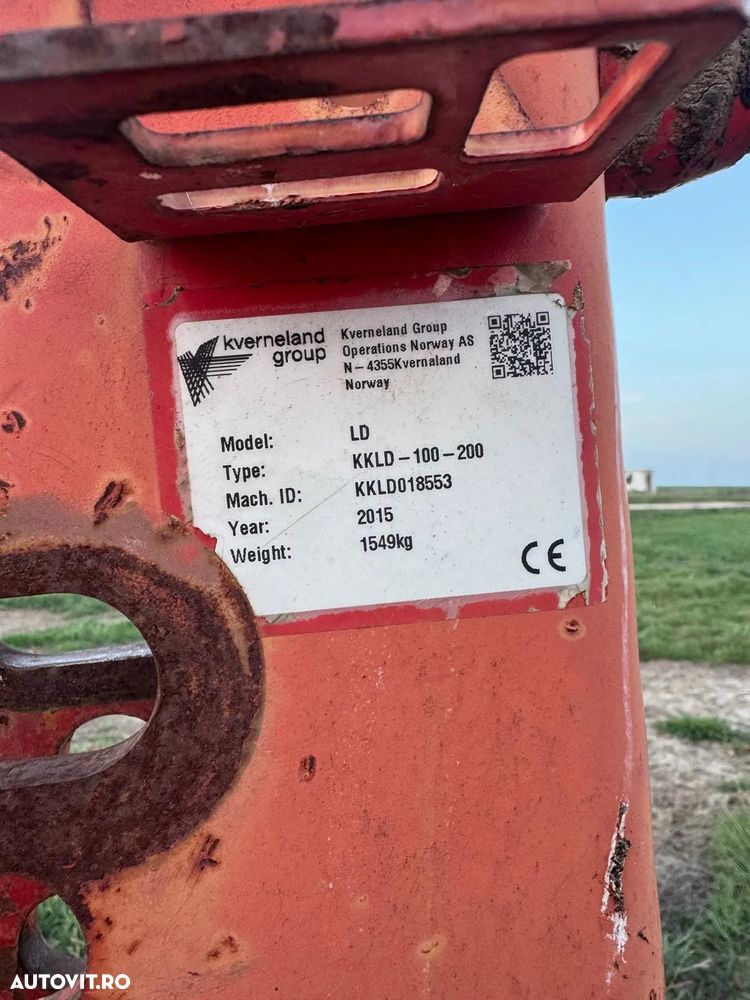 kverneland
group
Kverneland Group
Operations Norway AS
N-4355Kvernaland
Norway
Model: LD
Type: KKLD-100-200
Mach. ID: KKLD018553
Year: 2015
Weight: 1549kg
CE
AUTOVIT.RO